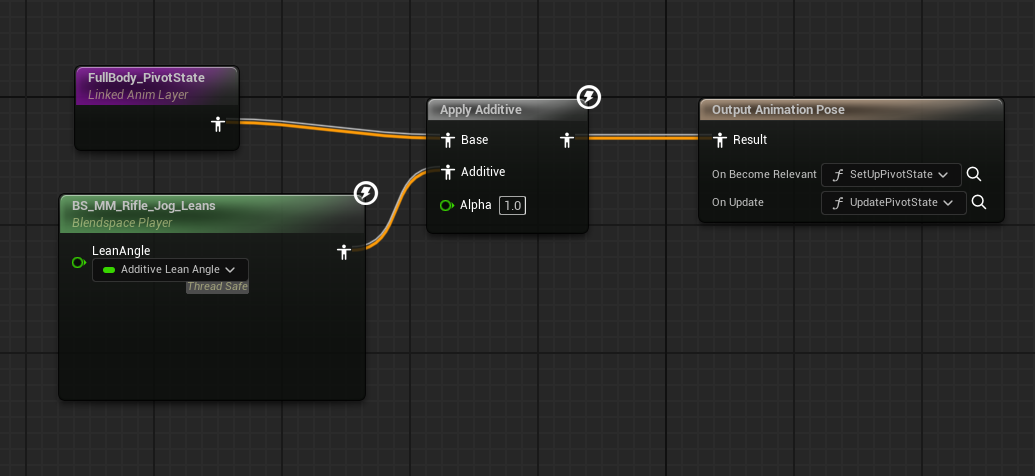 FullBody_PivotState
Linked Anim Layer
Apply Additive
Base
Additive
Alpha 1.0
Output Animation Pose
Result
On Become Relevant SetUpPivotState
On Update UpdatePivotState
BS_MM_Rifle_Jog_Leans
Blendspace Player
LeanAngle
Additive Lean Angle
Thread Safe